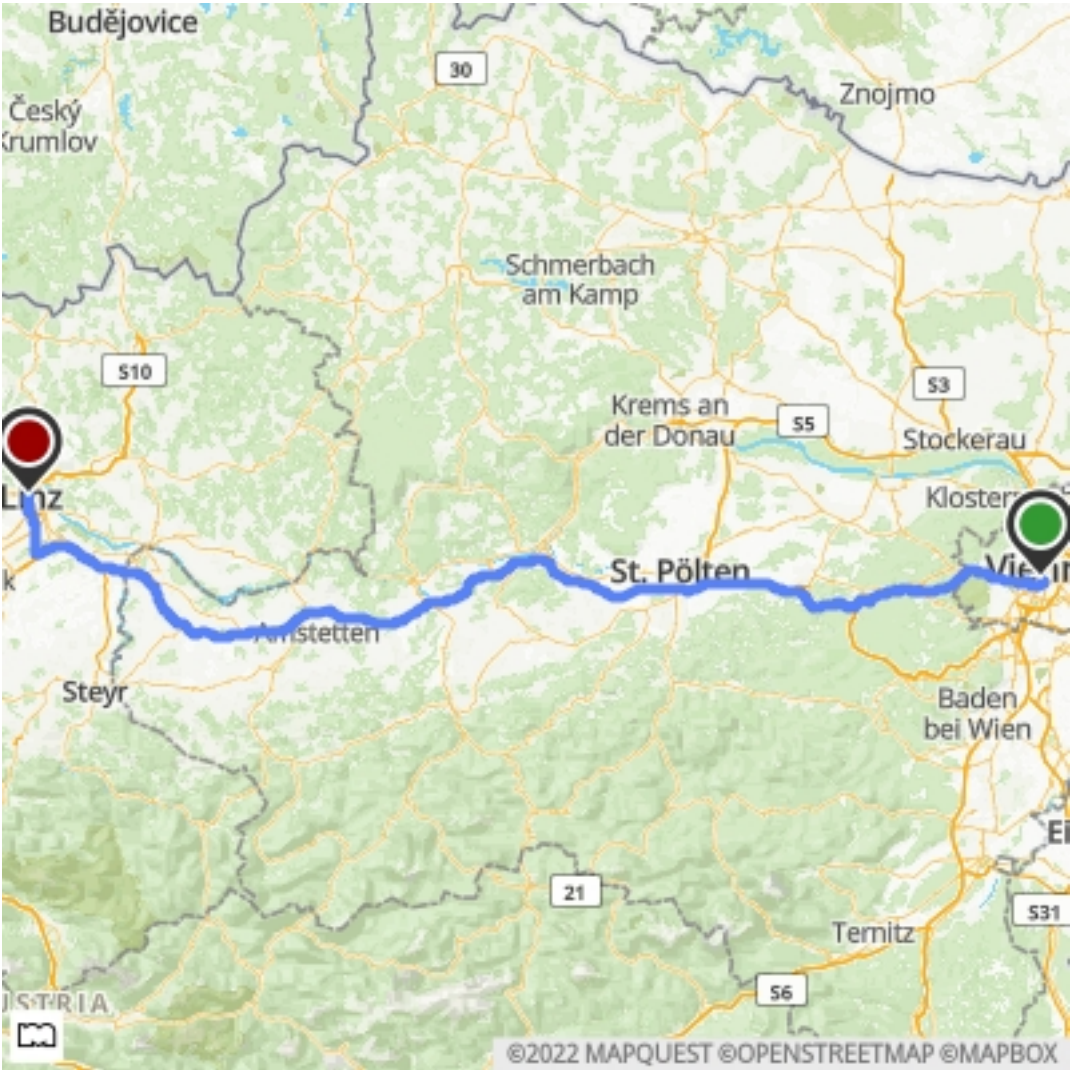 Budějovice
30
Znojmo
Český
Krumlov
Schmerbach
am Kamp
S10
S3
Krems an
der Donau
S5
Stockerau
Linz
St. Pölten
Amstetten
Steyr
Baden
bei Wien
21
S31
Ternitz
S6
©2022 MAPQUEST ©OPENSTREETMAP ©MAPBOX